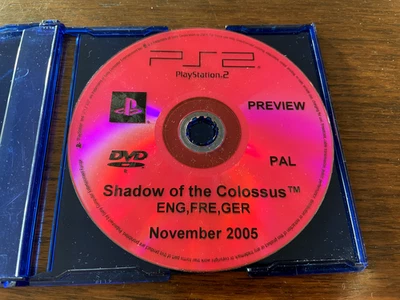 PS2
PlayStation.2
PREVIEW
DVD
PAL
Shadow of the Colossus™
ENG,FRE,GER
November 2005